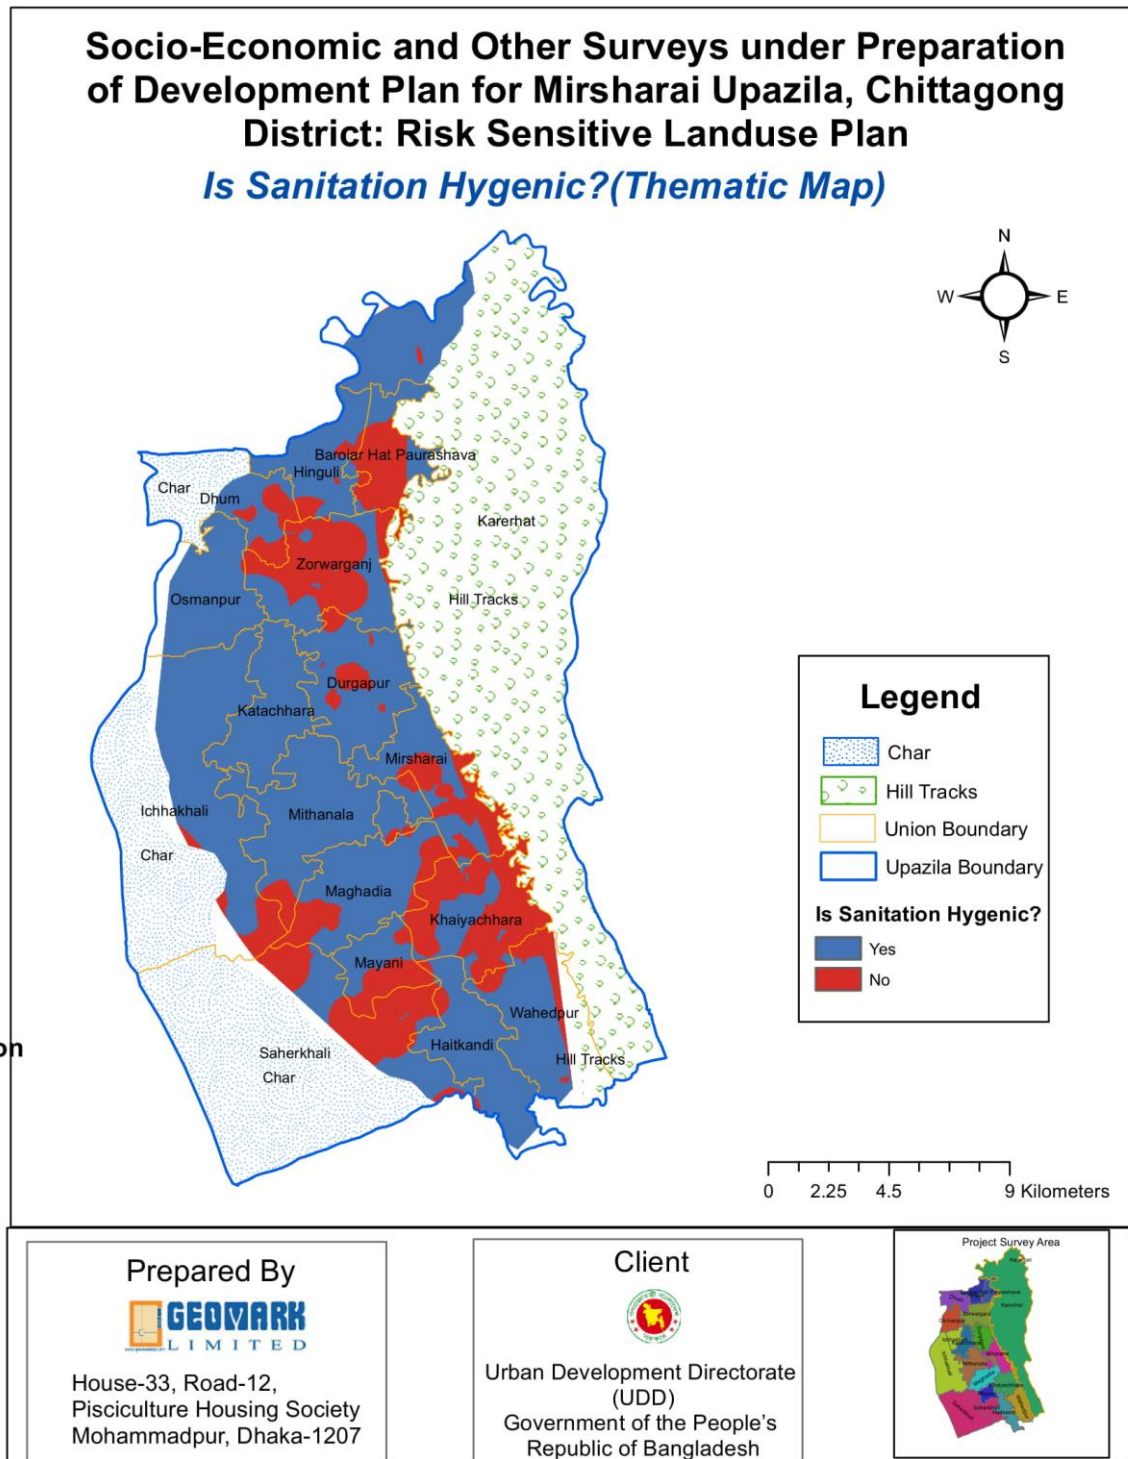 Socio-Economic and Other Surveys under Preparation
of Development Plan for Mirsharai Upazila, Chittagong
District: Risk Sensitive Landuse Plan
Is Sanitation Hygenic?(Thematic Map)
N
W
E
S
Baroiar Hat Paurashava
Hinguli
Char
Dhum
Karerhat
Zorwarganj
Osmanpur
Hill Tracks
Durgapur
Katachhara
Mirsharai
Ichhakhali
Mithanala
Char
Maghadia
Khaiyachhara
Mayani
Wahedpur
Haitkandi
Saherkhali
Hill Tracks
Char
on
Legend
Char
Hill Tracks
Union Boundary
Upazila Boundary
Is Sanitation Hygenic?
Yes
No
0 2.25 4.5 9 Kilometers
Prepared By
GEOMARK
LIMITED
House-33, Road-12,
Pisciculture Housing Society
Mohammadpur, Dhaka-1207
Client
Urban Development Directorate
(UDD)
Government of the People's
Republic of Bangladesh
Project Survey Area
Karerhat